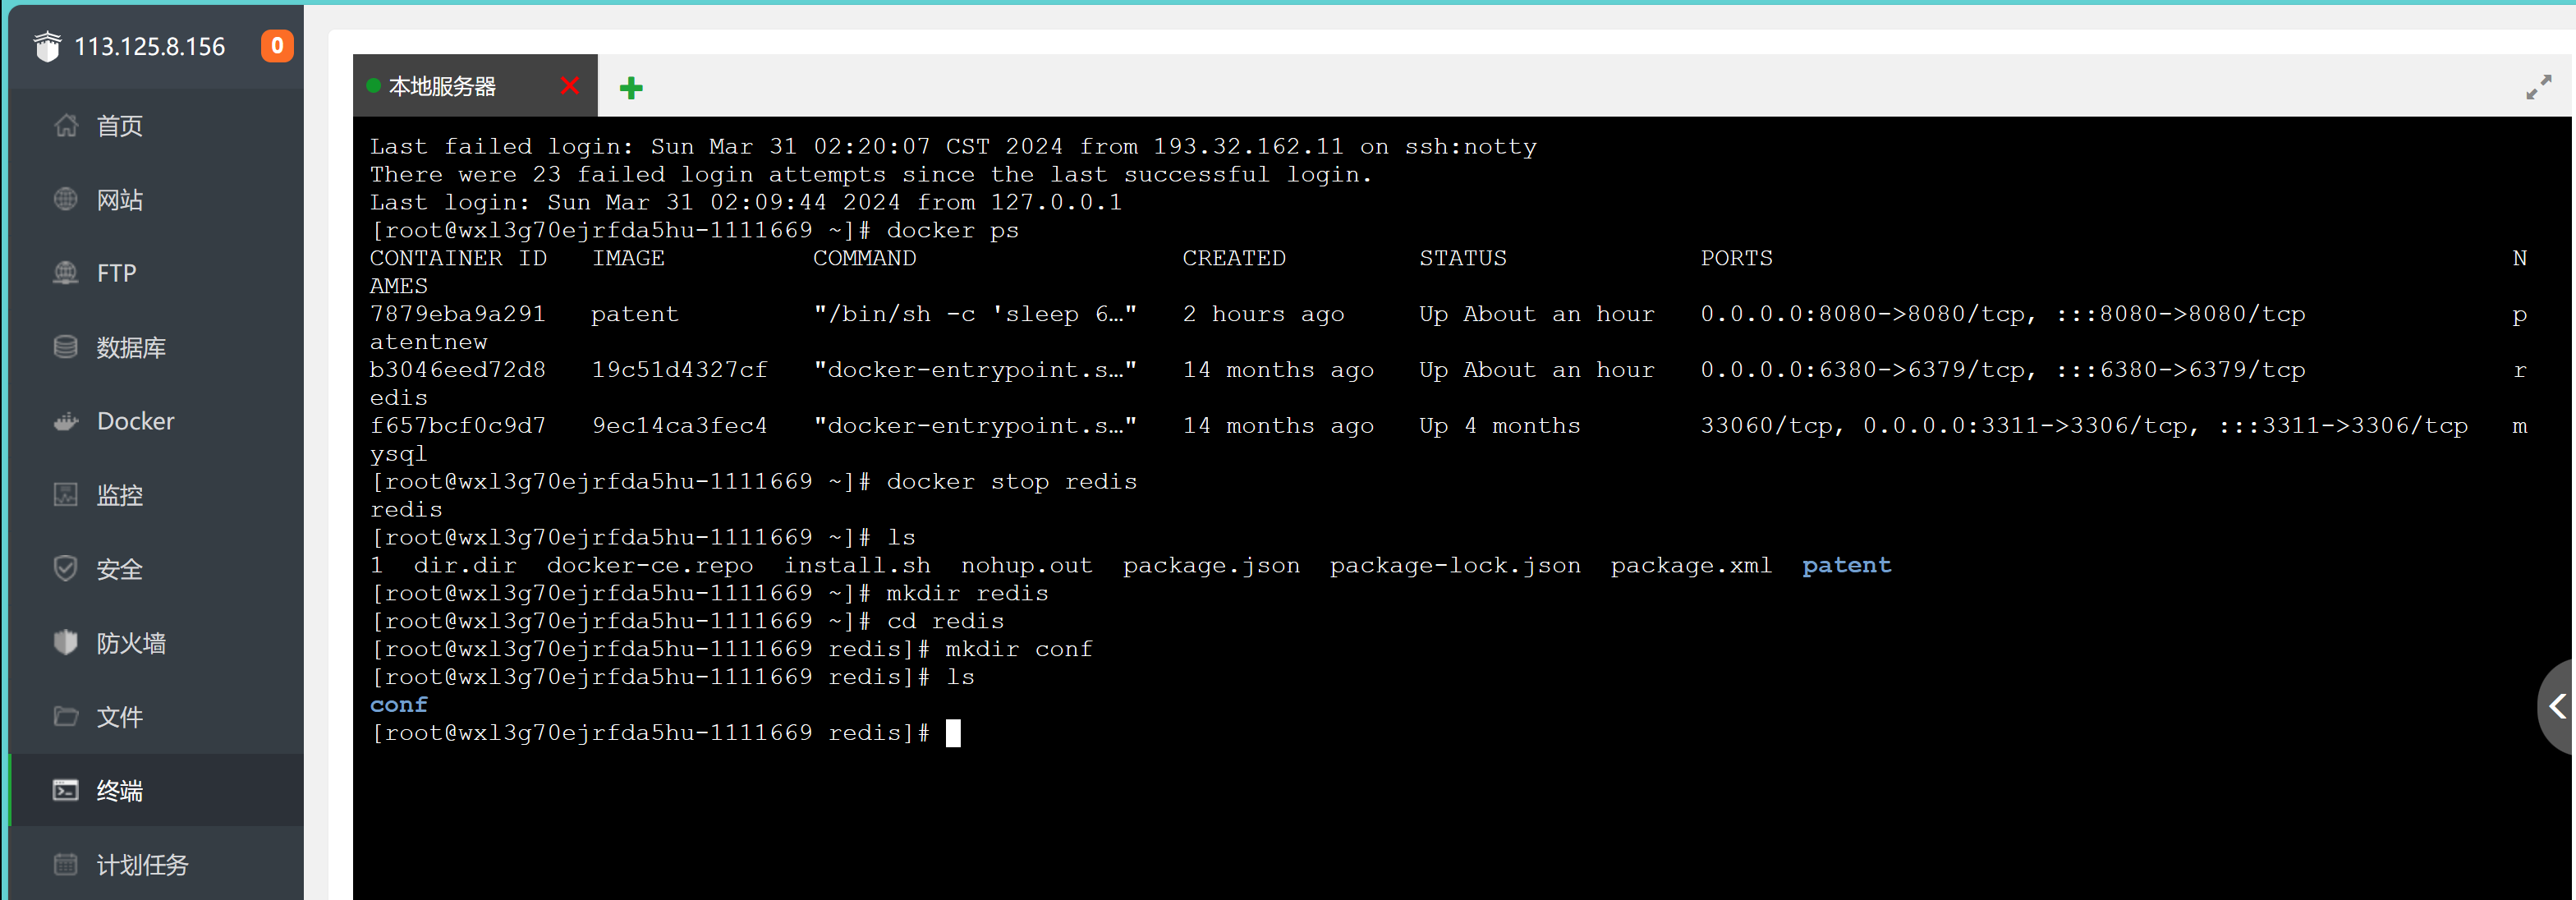 113.125.8.156 0
首页
网站
FTP
数据库
Docker
监控
安全
防火墙
文件
终端
计划任务
本地服务器
Last failed login: Sun Mar 31 02:20:07 CST 2024 from 193.32.162.11 on ssh:notty
There were 23 failed login attempts since the last successful login.
Last login: Sun Mar 31 02:09:44 2024 from 127.0.0.1
[root@wxl3g70ejrfda5hu-1111669 ~]# docker ps
CONTAINER ID   IMAGE          COMMAND                  CREATED         STATUS             PORTS                                                  N
AMES
7879eba9a291   patent         "/bin/sh -c 'sleep 6…"   2 hours ago     Up About an hour   0.0.0.0:8080->8080/tcp, :::8080->8080/tcp              p
atentnew
b3046eed72d8   19c51d4327cf   "docker-entrypoint.s…"   14 months ago   Up About an hour   0.0.0.0:6380->6379/tcp, :::6380->6379/tcp              r
edis
f657bcf0c9d7   9ec14ca3fec4   "docker-entrypoint.s…"   14 months ago   Up 4 months        33060/tcp, 0.0.0.0:3311->3306/tcp, :::3311->3306/tcp   m
ysql
[root@wxl3g70ejrfda5hu-1111669 ~]# docker stop redis
redis
[root@wxl3g70ejrfda5hu-1111669 ~]# ls
1  dir.dir  docker-ce.repo  install.sh  nohup.out  package.json  package-lock.json  package.xml  patent
[root@wxl3g70ejrfda5hu-1111669 ~]# mkdir redis
[root@wxl3g70ejrfda5hu-1111669 ~]# cd redis
[root@wxl3g70ejrfda5hu-1111669 redis]# mkdir conf
[root@wxl3g70ejrfda5hu-1111669 redis]# ls
conf
[root@wxl3g70ejrfda5hu-1111669 redis]#